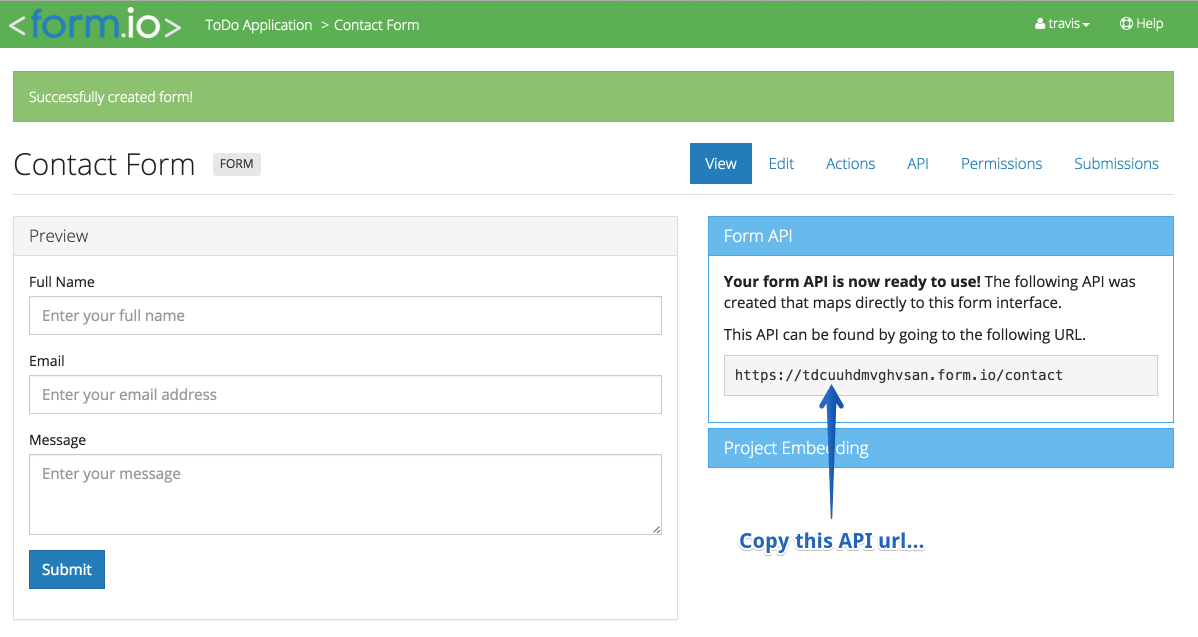 <form.io>
ToDo Application > Contact Form
travis
Help
Successfully created form!
Contact Form
FORM
View
Edit
Actions
API
Permissions
Submissions
Preview
Full Name
Enter your full name
Email
Enter your email address
Message
Enter your message
Submit
Form API
Your form API is now ready to use! The following API was
created that maps directly to this form interface.
This API can be found by going to the following URL.
https://tdcuuhdmvghvsan.form.io/contact
Project Embedding
Copy this API url...